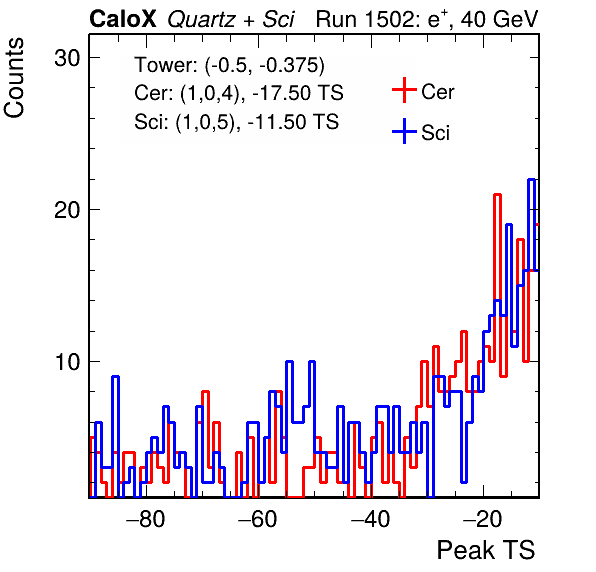 CaloX Quartz + Sci Run 1502: e+, 40 GeV
Counts
30
20
10
Tower: (-0.5, -0.375)
Cer: (1,0,4), -17.50 TS
Sci: (1,0,5), -11.50 TS
Cer
Sci
−80 −60 −40 −20
Peak TS